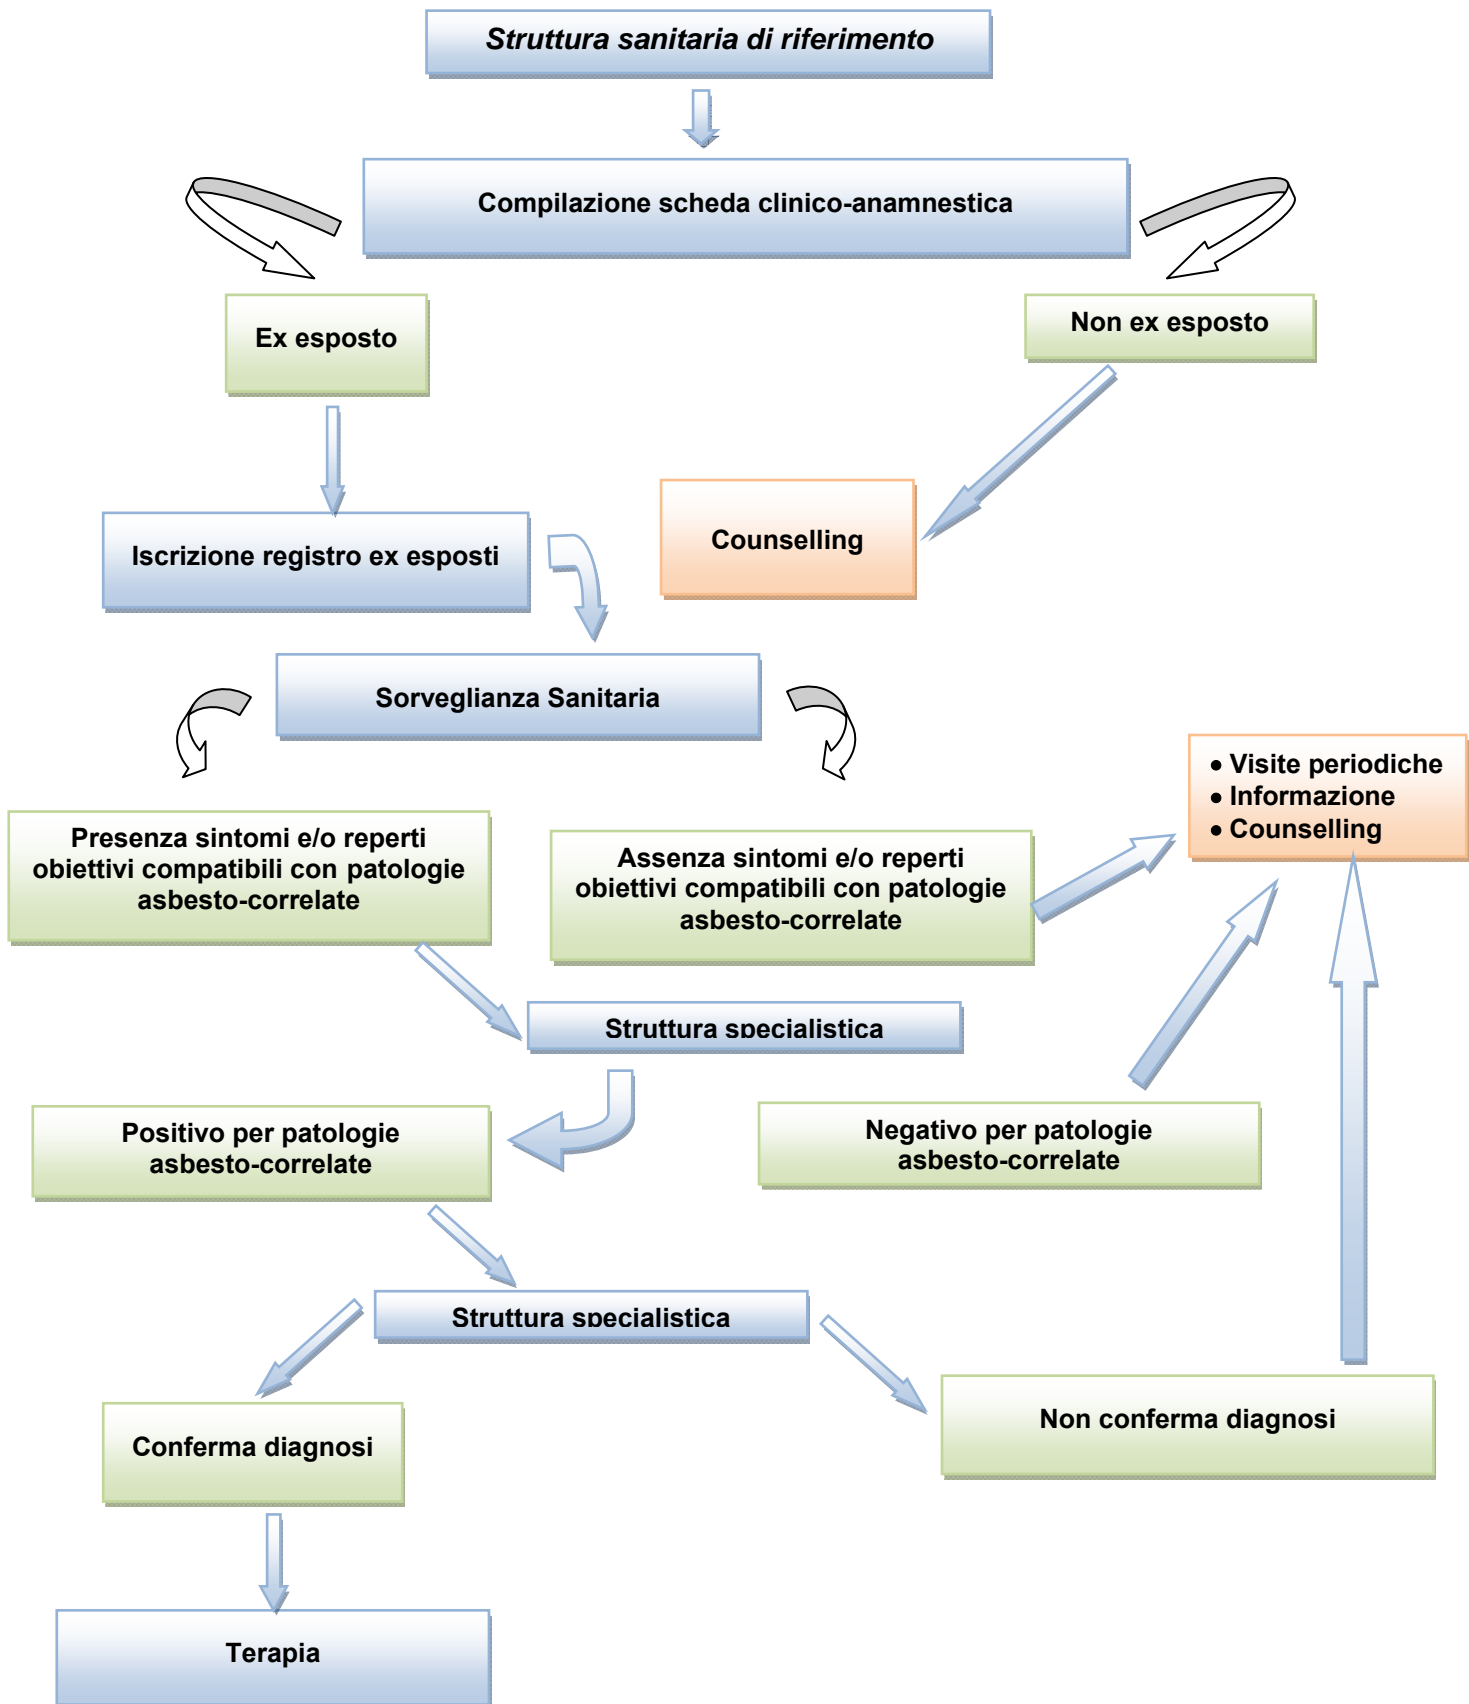 Struttura sanitaria di riferimento
Compilazione scheda clinico-anamnestica
Ex esposto
Non ex esposto
Iscrizione registro ex esposti
Counselling
Sorveglianza Sanitaria
• Visite periodiche
• Informazione
• Counselling
Presenza sintomi e/o reperti
obiettivi compatibili con patologie
asbesto-correlate
Assenza sintomi e/o reperti
obiettivi compatibili con patologie
asbesto-correlate
Struttura specialistica
Positivo per patologie
asbesto-correlate
Negativo per patologie
asbesto-correlate
Struttura specialistica
Conferma diagnosi
Non conferma diagnosi
Terapia